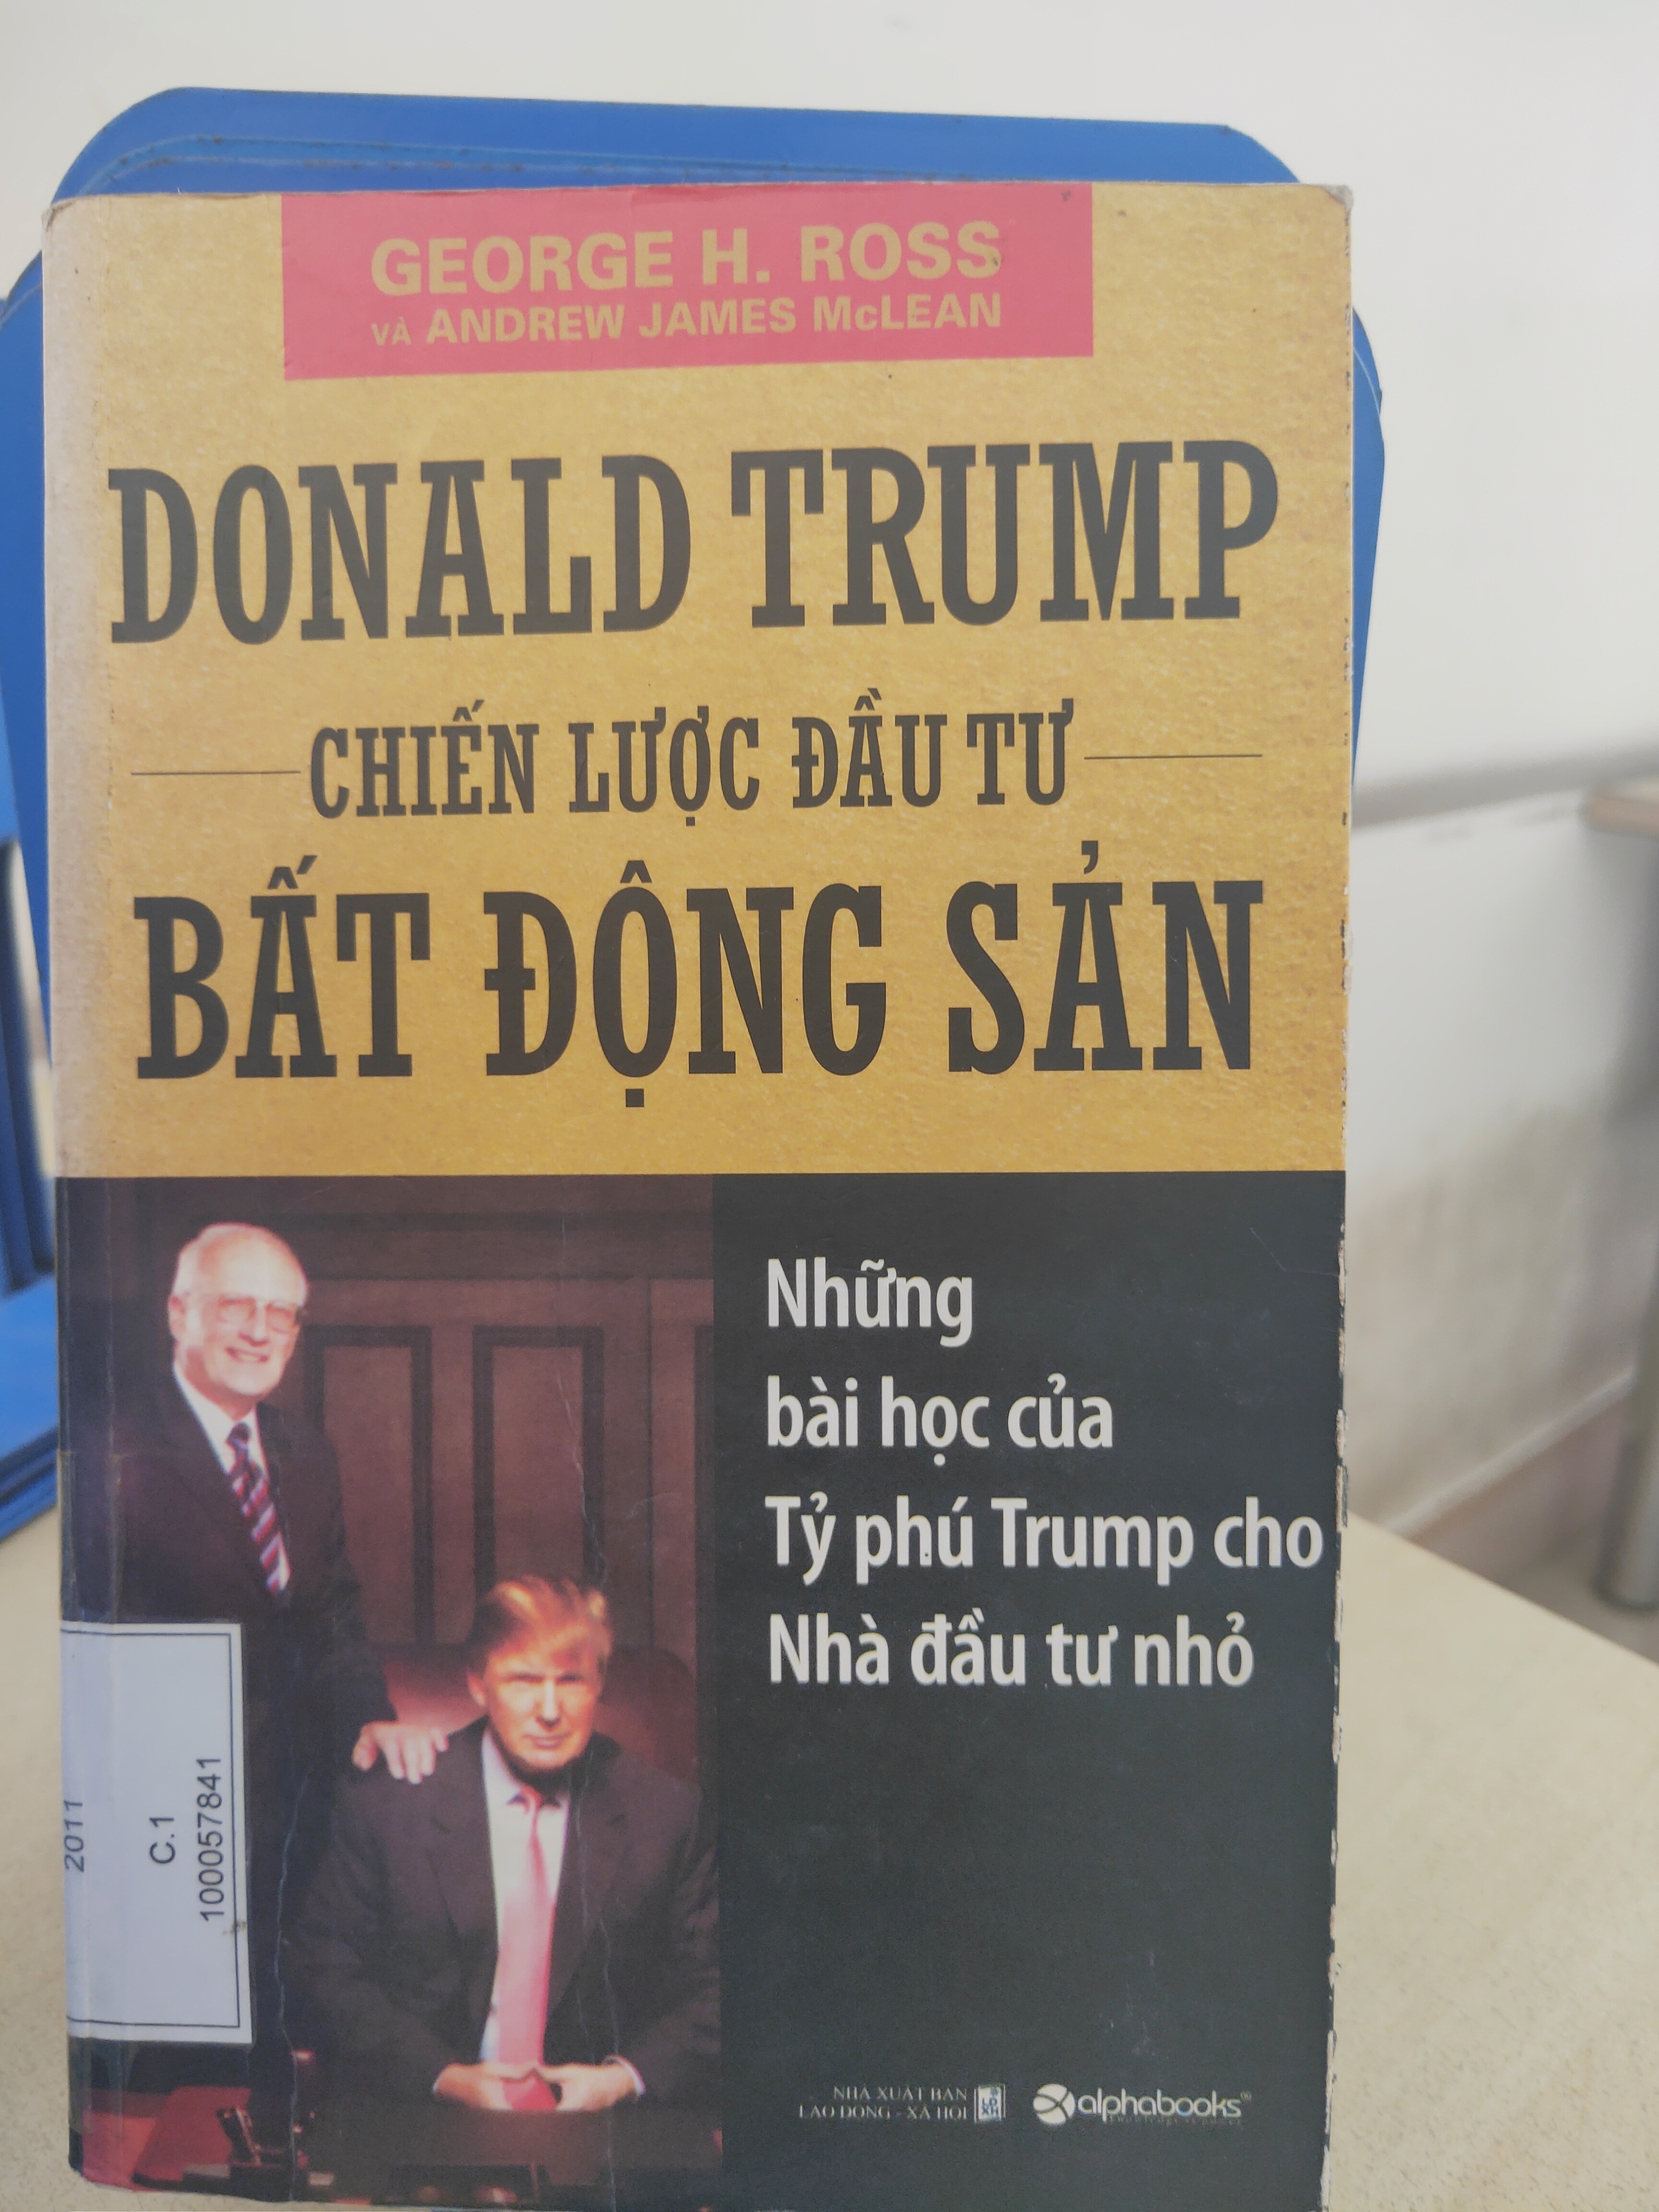 GEORGE H. ROSS
VÀ ANDREW JAMES McLEAN
DONALD TRUMP
CHIẾN LƯỢC ĐẦU TƯ
BẤT ĐỘNG SẢN
Những
bài học của
Tỷ phú Trump cho
Nhà đầu tư nhỏ
2011
C.1
100057841
NHÀ XUẤT BẢN
LAO ĐỘNG - XÃ HỘI
alphabooks®